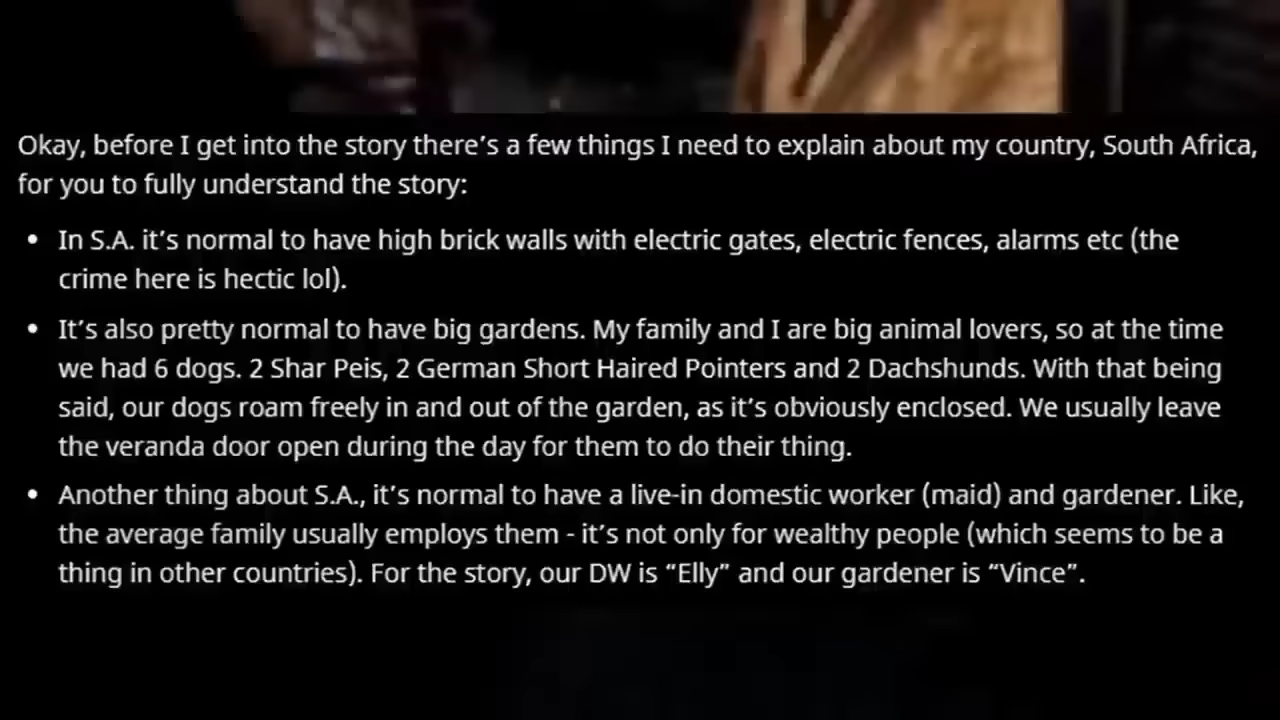 Okay, before I get into the story there’s a few things I need to explain about my country, South Africa,
for you to fully understand the story:
• In S.A. it’s normal to have high brick walls with electric gates, electric fences, alarms etc (the
crime here is hectic lol).
• It’s also pretty normal to have big gardens. My family and I are big animal lovers, so at the time
we had 6 dogs. 2 Shar Peis, 2 German Short Haired Pointers and 2 Dachshunds. With that being
said, our dogs roam freely in and out of the garden, as it’s obviously enclosed. We usually leave
the veranda door open during the day for them to do their thing.
• Another thing about S.A., it’s normal to have a live-in domestic worker (maid) and gardener. Like,
the average family usually employs them - it’s not only for wealthy people (which seems to be a
thing in other countries). For the story, our DW is “Elly” and our gardener is “Vince”.